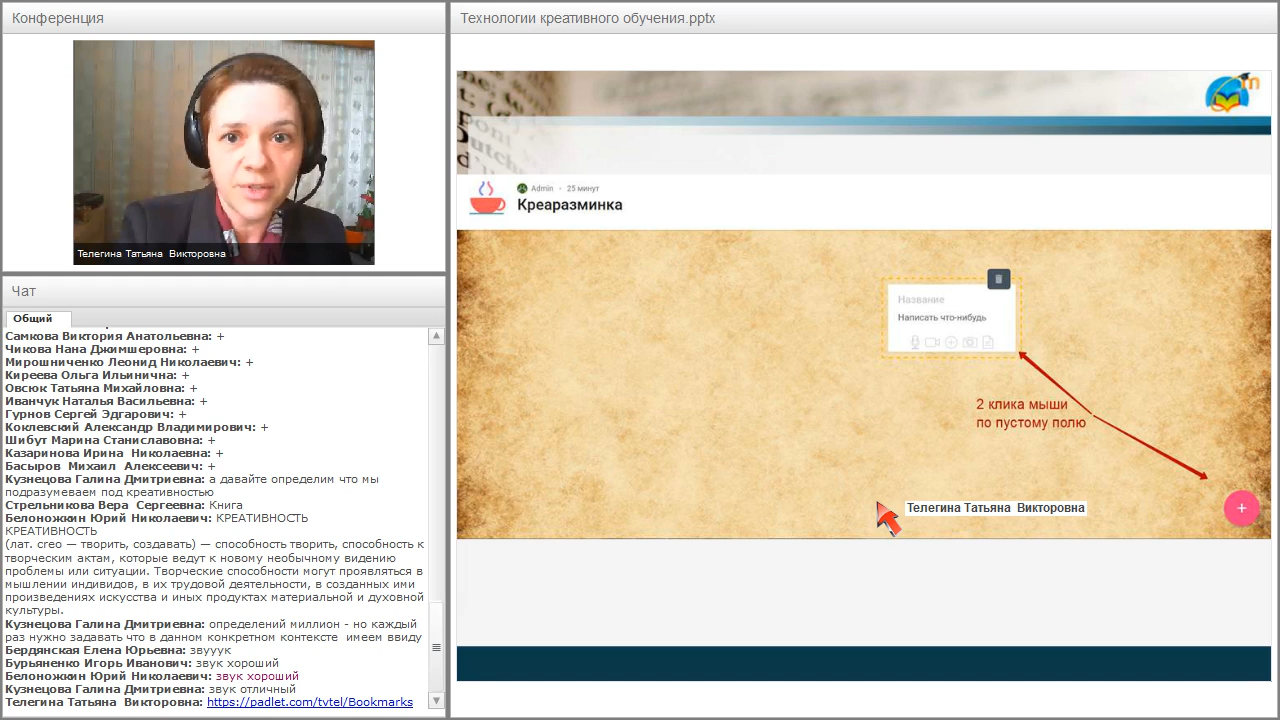 Конференция
Телегина Татьяна Викторовна
Чат
Общий
Самкова Виктория Анатольевна: +
Чикова Нана Джимшеровна: +
Мирошниченко Леонид Николаевич: +
Киреева Ольга Ильинична: +
Овсюк Татьяна Михайловна: +
Иванчук Наталья Васильевна: +
Гурнов Сергей Эдгарович: +
Коклевский Александр Владимирович: +
Шибут Марина Станиславовна: +
Казаринова Ирина Николаевна: +
Басыров Михаил Алексеевич: +
Кузнецова Галина Дмитриевна: а давайте определим что мы
подразумеваем под креативностью
Стрельникова Вера Сергеевна: Книга
Белоножкин Юрий Николаевич: КРЕАТИВНОСТЬ
КРЕАТИВНОСТЬ
(лат. creo — творить, создавать) — способность творить, способность к
творческим актам, которые ведут к новому необычному видению
проблемы или ситуации. Творческие способности могут проявляться в
мышлении индивидов, в их трудовой деятельности, в созданных ими
произведениях искусства и иных продуктах материальной и духовной
культуры.
Кузнецова Галина Дмитриевна: определений миллион - но каждый
раз нужно задавать что в данном конкретном контексте имеем ввиду
Бердянская Елена Юрьевна: звууук
Бурьяненко Игорь Иванович: звук хороший
Белоножкин Юрий Николаевич: звук хороший
Кузнецова Галина Дмитриевна: звук отличный
Телегина Татьяна Викторовна: https://padlet.com/tvtel/Bookmarks
Технологии креативного обучения.pptx
Admin - 25 минут
Креаразминка
Название
Написать что-нибудь
2 клика мыши
по пустому полю
Телегина Татьяна Викторовна
+